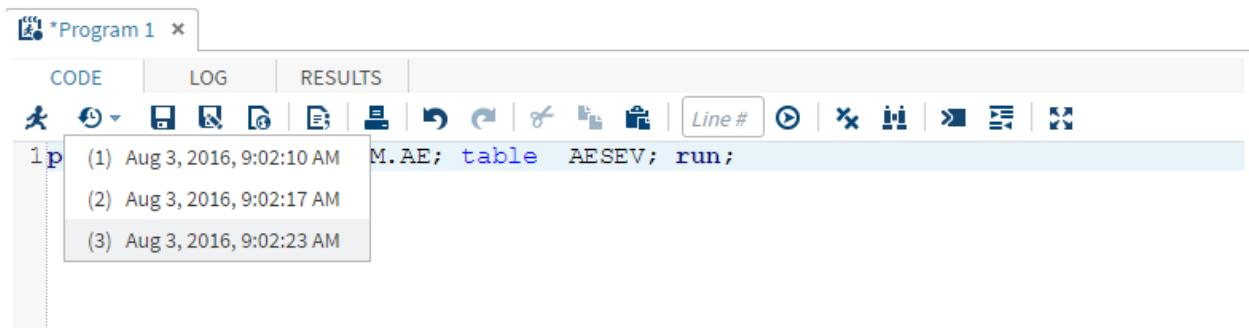 *Program 1 ×
CODE LOG RESULTS
Line #
1 p M.AE; table AESEV; run;
(1) Aug 3, 2016, 9:02:10 AM
(2) Aug 3, 2016, 9:02:17 AM
(3) Aug 3, 2016, 9:02:23 AM